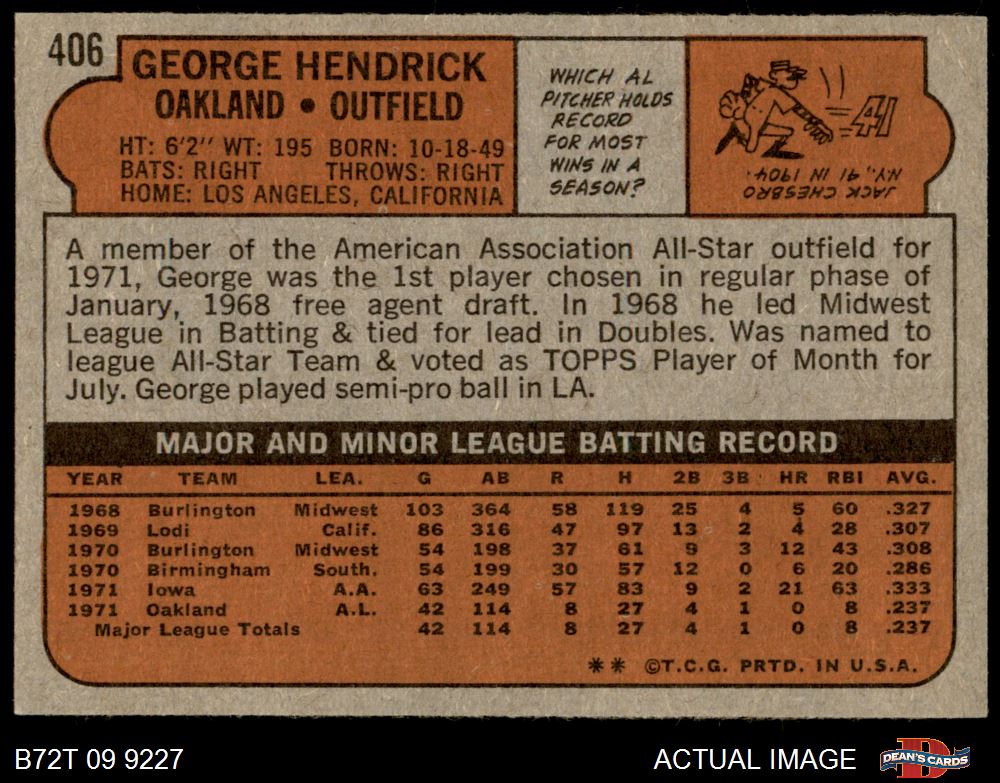 406
GEORGE HENDRICK
OAKLAND • OUTFIELD
HT: 6'2" WT: 195 BORN: 10-18-49
BATS: RIGHT THROWS: RIGHT
HOME: LOS ANGELES, CALIFORNIA
WHICH AL
PITCHER HOLDS
RECORD
FOR MOST
WINS IN A
SEASON?
41
JACK CHESBRO
N.Y., 41 IN 1904.
A member of the American Association All-Star outfield for
1971, George was the 1st player chosen in regular phase of
January, 1968 free agent draft. In 1968 he led Midwest
League in Batting & tied for lead in Doubles. Was named to
league All-Star Team & voted as TOPPS Player of Month for
July. George played semi-pro ball in LA.
MAJOR AND MINOR LEAGUE BATTING RECORD
YEAR TEAM LEA. G AB R H 2B 3B HR RBI AVG.
1968 Burlington Midwest 103 364 58 119 25 4 5 60 .327
1969 Lodi Calif. 86 316 47 97 13 2 4 28 .307
1970 Burlington Midwest 54 198 37 61 9 3 12 43 .308
1970 Birmingham South. 54 199 30 57 12 0 6 20 .286
1971 Iowa A.A. 63 249 57 83 9 2 21 63 .333
1971 Oakland A.L. 42 114 8 27 4 1 0 8 .237
Major League Totals 42 114 8 27 4 1 0 8 .237
** ©T.C.G. PRTD. IN U.S.A.
B72T 09 9227
ACTUAL IMAGE
D
DEAN'S CARDS